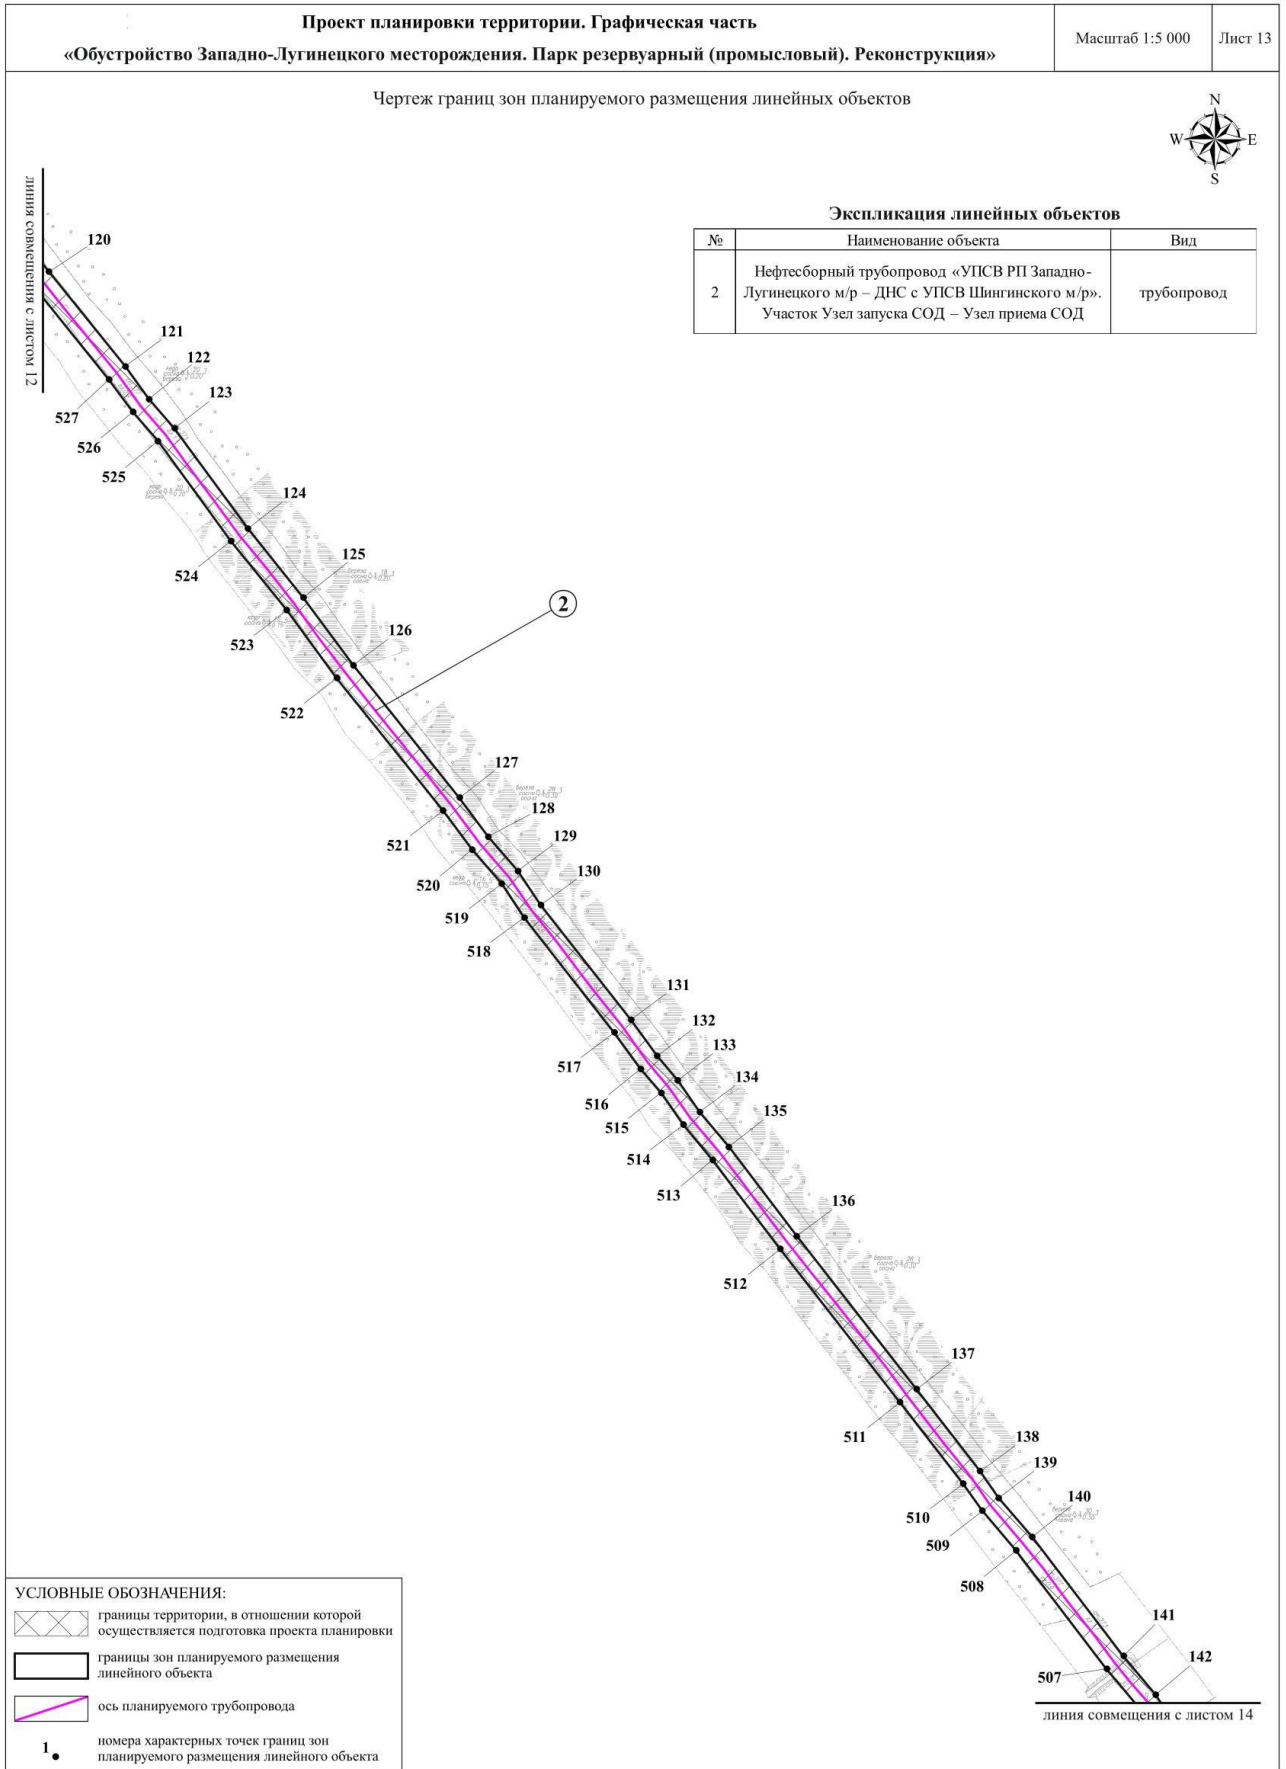 Проект планировки территории. Графическая часть
«Обустройство Западно-Лугинецкого месторождения. Парк резервуарный (промысловый). Реконструкция»
Масштаб 1:5 000
Лист 13
Чертеж границ зон планируемого размещения линейных объектов
N
W
E
S
линия совмещения с листом 12
Экспликация линейных объектов
№
Наименование объекта
Вид
2
Нефтесборный трубопровод «УПСВ РП Западно-
Лугинецкого м/р – ДНС с УПСВ Шингинского м/р».
Участок Узел запуска СОД – Узел приема СОД
трубопровод
120
121
122
123
527
526
525
124
125
524
523
126
522
2
127
128
129
130
521
520
519
518
131
132
133
134
135
517
516
515
514
513
136
512
137
511
138
139
140
510
509
508
141
142
507
линия совмещения с листом 14
УСЛОВНЫЕ ОБОЗНАЧЕНИЯ:
границы территории, в отношении которой
осуществляется подготовка проекта планировки
границы зон планируемого размещения
линейного объекта
ось планируемого трубопровода
1
номера характерных точек границ зон
планируемого размещения линейного объекта